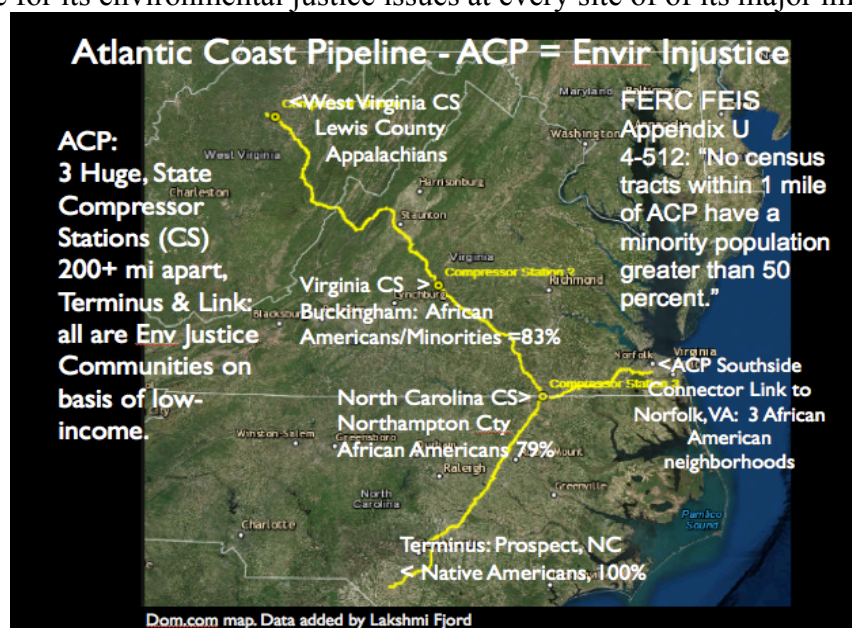 e for its environmental justice issues at every site of of its major in
Atlantic Coast Pipeline - ACP = Envir Injustice
<West Virginia CS
Lewis County
Appalachians
ACP:
3 Huge, State
Compressor
Stations (CS)
200+ mi apart,
Terminus & Link:
all are Env Justice
Communities on
basis of low-
income.
FERC FEIS
Appendix U
4-512: "No census
tracts within 1 mile
of ACP have a
minority population
greater than 50
percent."
Maryland
Washington
West Virginia
Charleston
Harrisonburg
Staunton
Virginia
Compressor Station 2
Richmond
Lynchburg
Virginia CS >
Buckingham: African
Americans/Minorities =83%
Norfolk
Virginia
Compressor Station 3
<ACP Southside
Connector Link to
Norfolk, VA: 3 African
American
neighborhoods
North Carolina CS>
Northampton Cty
African Americans 79%
Winston-Salem
Greensboro
Mount
Raleigh
Greenville
North
Carolina
Pamlico
Sound
Charlotte
Terminus: Prospect, NC
< Native Americans, 100%
Dom.com map. Data added by Lakshmi Fjord